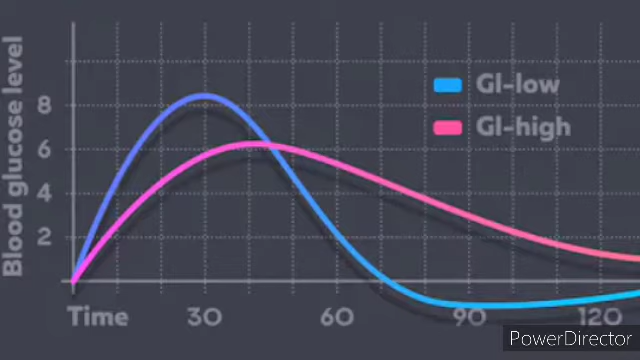 Blood glucose level
8
6
4
2
GI-low
GI-high
Time 30 60 90 120
PowerDirector